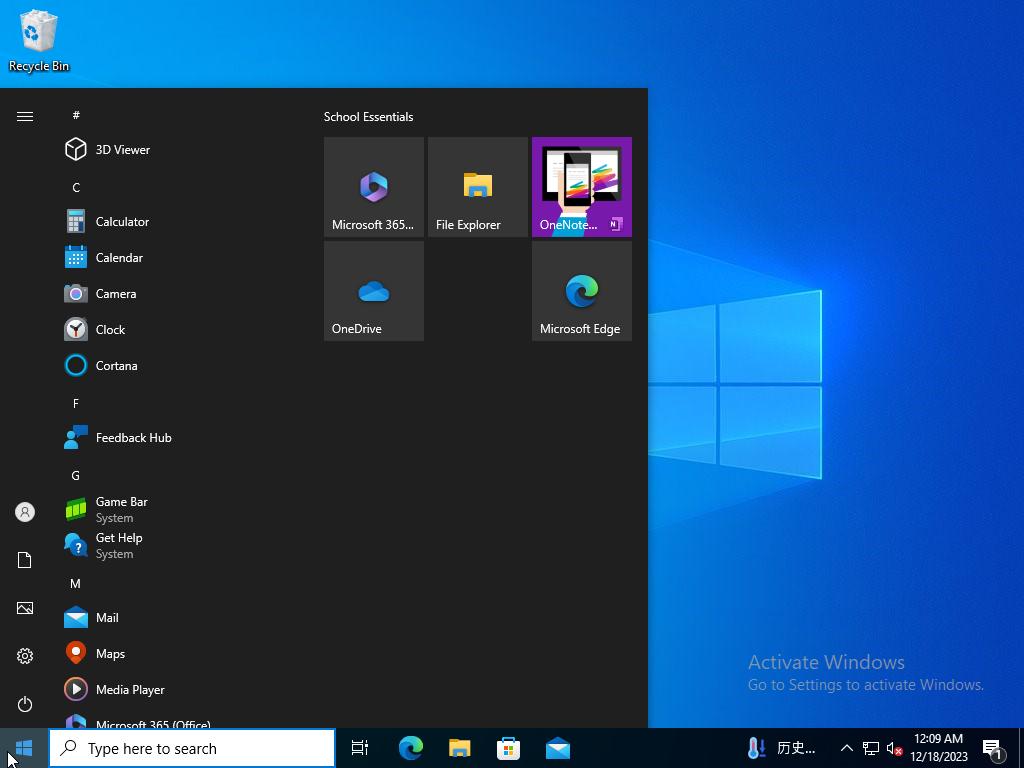 Recycle Bin
#
3D Viewer
C
Calculator
Calendar
Camera
Clock
Cortana
F
Feedback Hub
G
Game Bar
System
Get Help
System
M
Mail
Maps
Media Player
Microsoft 365 (Office)
School Essentials
Microsoft 365...
File Explorer
OneNote...
N
OneDrive
Microsoft Edge
Activate Windows
Go to Settings to activate Windows.
Type here to search
历史...
12:09 AM
12/18/2023
1